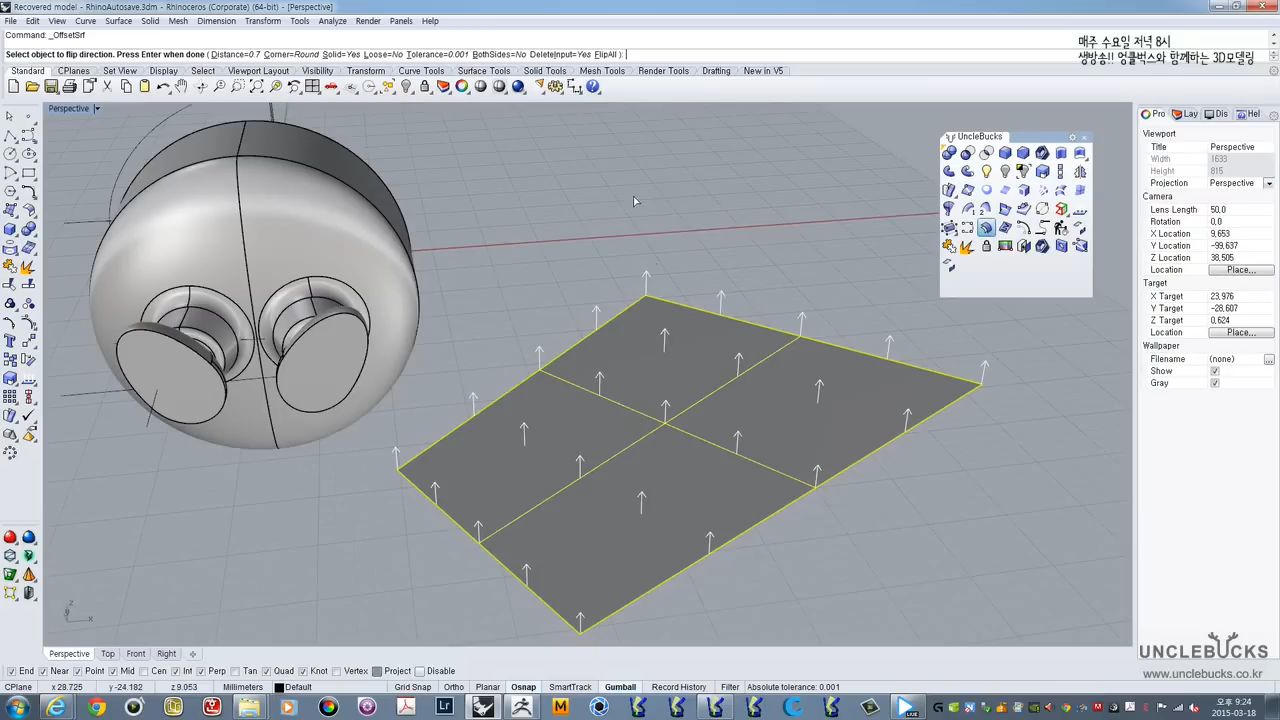 Recovered model - RhinoAutosave.3dm - Rhinoceros (Corporate) (64-bit) - [Perspective]
File Edit View Curve Surface Solid Mesh Dimension Transform Tools Analyze Render Panels Help
Command: _OffsetSrf
매주 수요일 저녁 8시
Select object to flip direction. Press Enter when done ( Distance=0.7 Corner=Round Solid=Yes Loose=No Tolerance=0.001 BothSides=No DeleteInput=Yes FlipAll ):
생방송!! 엉클벅스와 함께하는 3D모델링
Standard CPlanes Set View Display Select Viewport Layout Visibility Transform Curve Tools Surface Tools Solid Tools Mesh Tools Render Tools Drafting New in V5
Perspective
Pro Lay Dis Hel
UncleBucks
Viewport
Title Perspective
Width 1633
Height 815
Projection Perspective
Camera
Lens Length 50,0
Rotation 0,0
X Location 9,653
Y Location -99,637
Z Location 38,505
Location Place...
Target
X Target 23,976
Y Target -28,607
Z Target 0,624
Location Place...
Wallpaper
Filename (none) ...
Show
Gray
z
x
Perspective Top Front Right
UNCLEBUCKS
www.unclebucks.co.kr
End Near Point Mid Cen Int Perp Tan Quad Knot Vertex Project Disable
CPlane x 28.725 y -24.182 z 9.053 Millimeters Default Grid Snap Ortho Planar Osnap SmartTrack Gumball Record History Filter Absolute tolerance: 0.001
Lr M LIVE
오후 9:24
2015-03-18